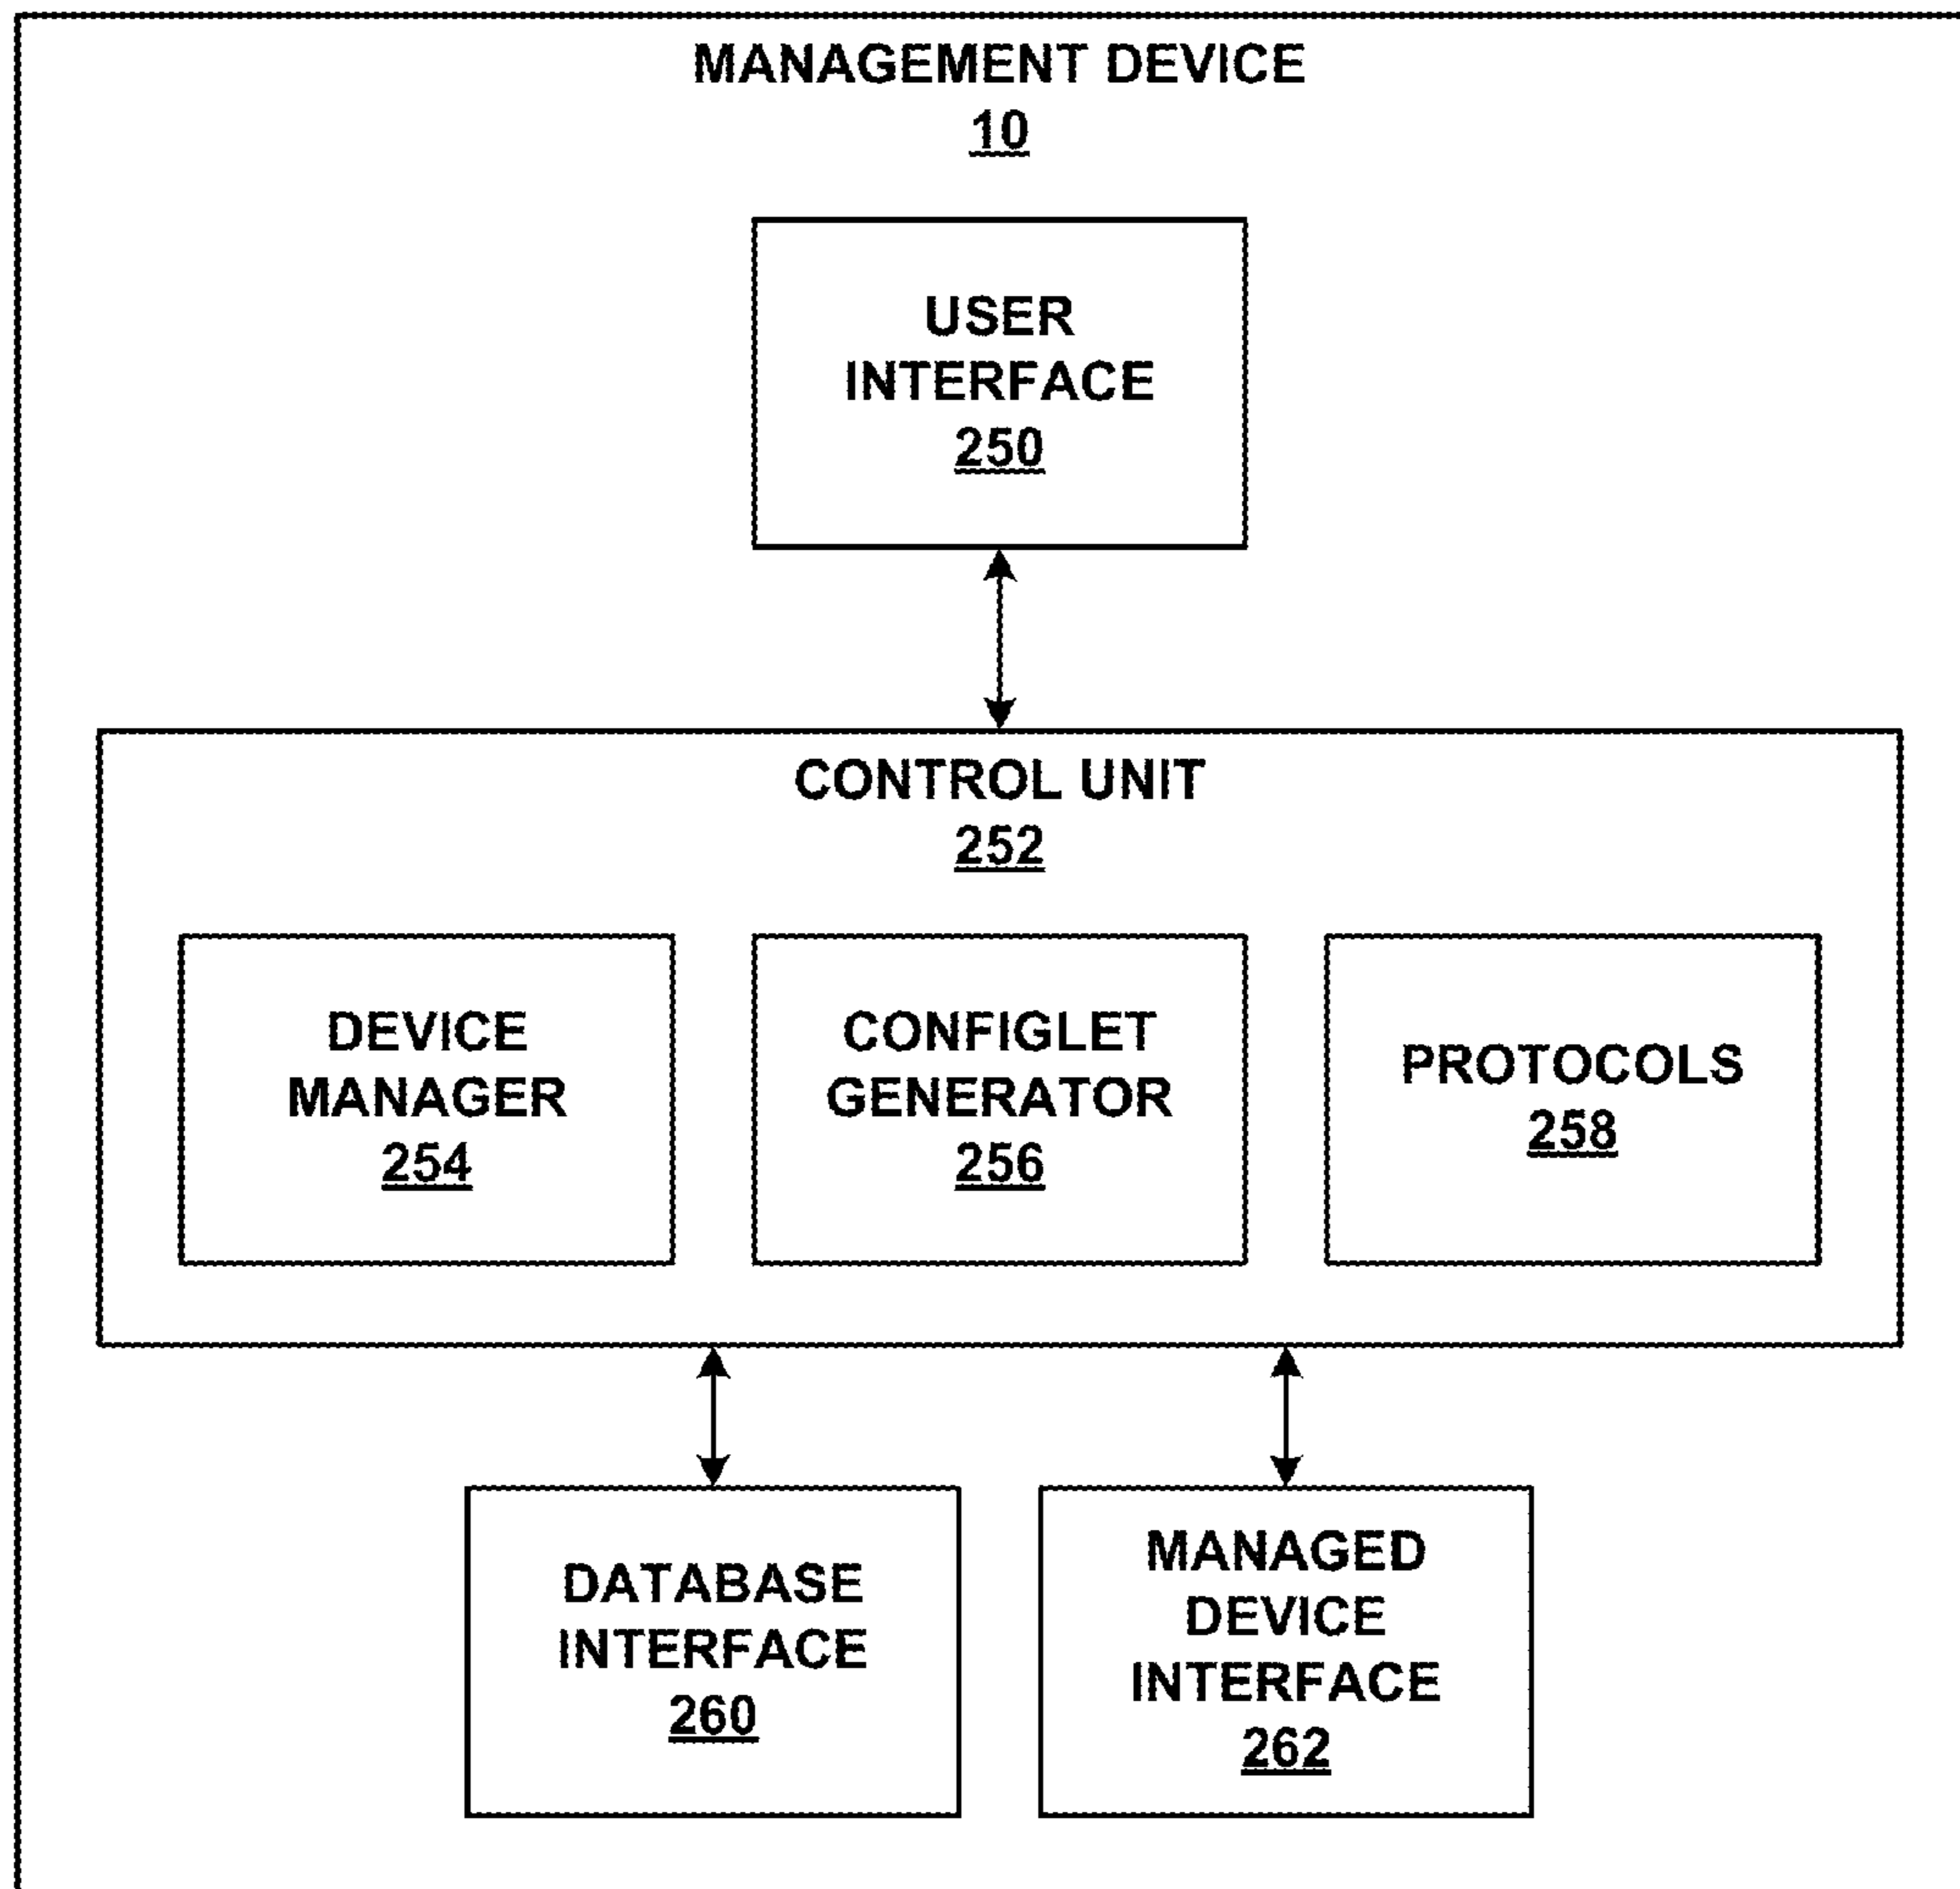 MANAGEMENT DEVICE
10
USER
INTERFACE
250
CONTROL UNIT
252
DEVICE
MANAGER
254
CONFIGLET
GENERATOR
256
PROTOCOLS
258
DATABASE
INTERFACE
260
MANAGED
DEVICE
INTERFACE
262